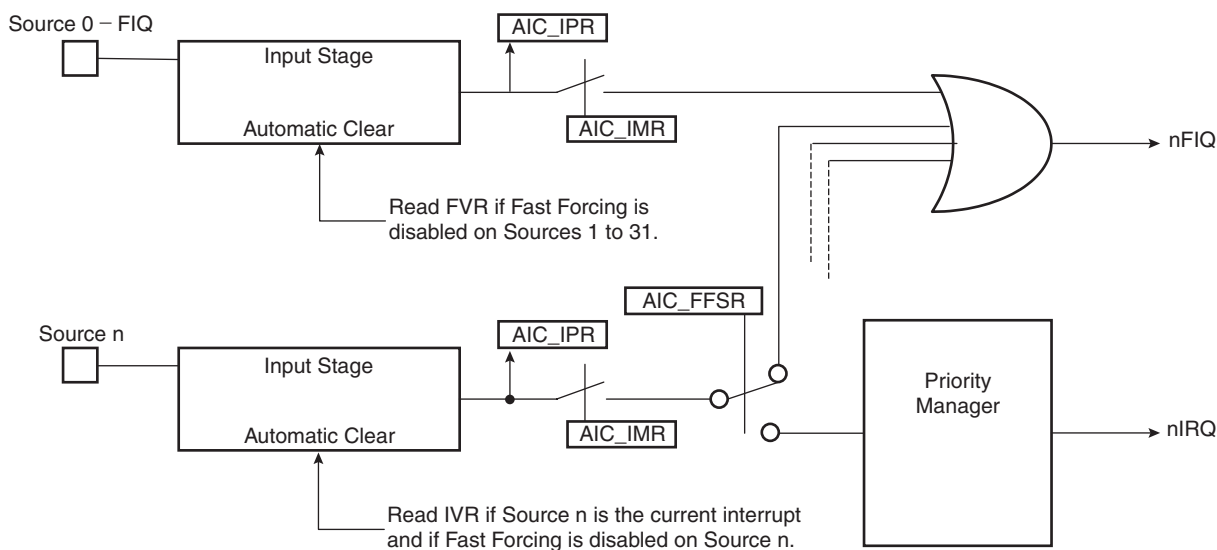 Source 0 – FIQ
Input Stage
Automatic Clear
AIC_IPR
AIC_IMR
nFIQ
Read FVR if Fast Forcing is
disabled on Sources 1 to 31.
AIC_FFSR
Source n
Input Stage
Automatic Clear
AIC_IPR
AIC_IMR
Priority
Manager
nIRQ
Read IVR if Source n is the current interrupt
and if Fast Forcing is disabled on Source n.